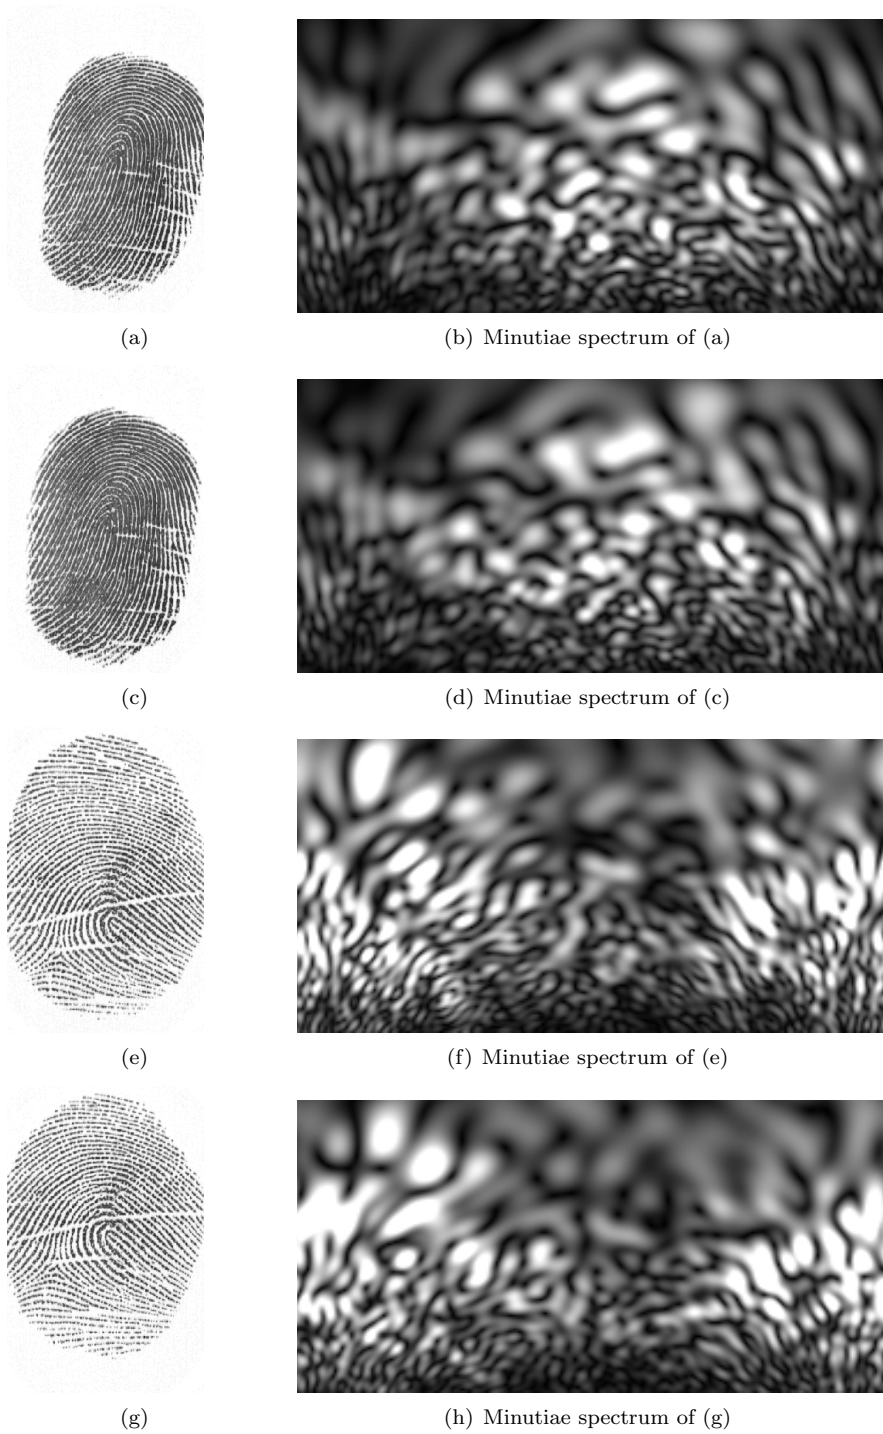 (a)
(b) Minutiae spectrum of (a)
(c)
(d) Minutiae spectrum of (c)
(e)
(f) Minutiae spectrum of (e)
(g)
(h) Minutiae spectrum of (g)